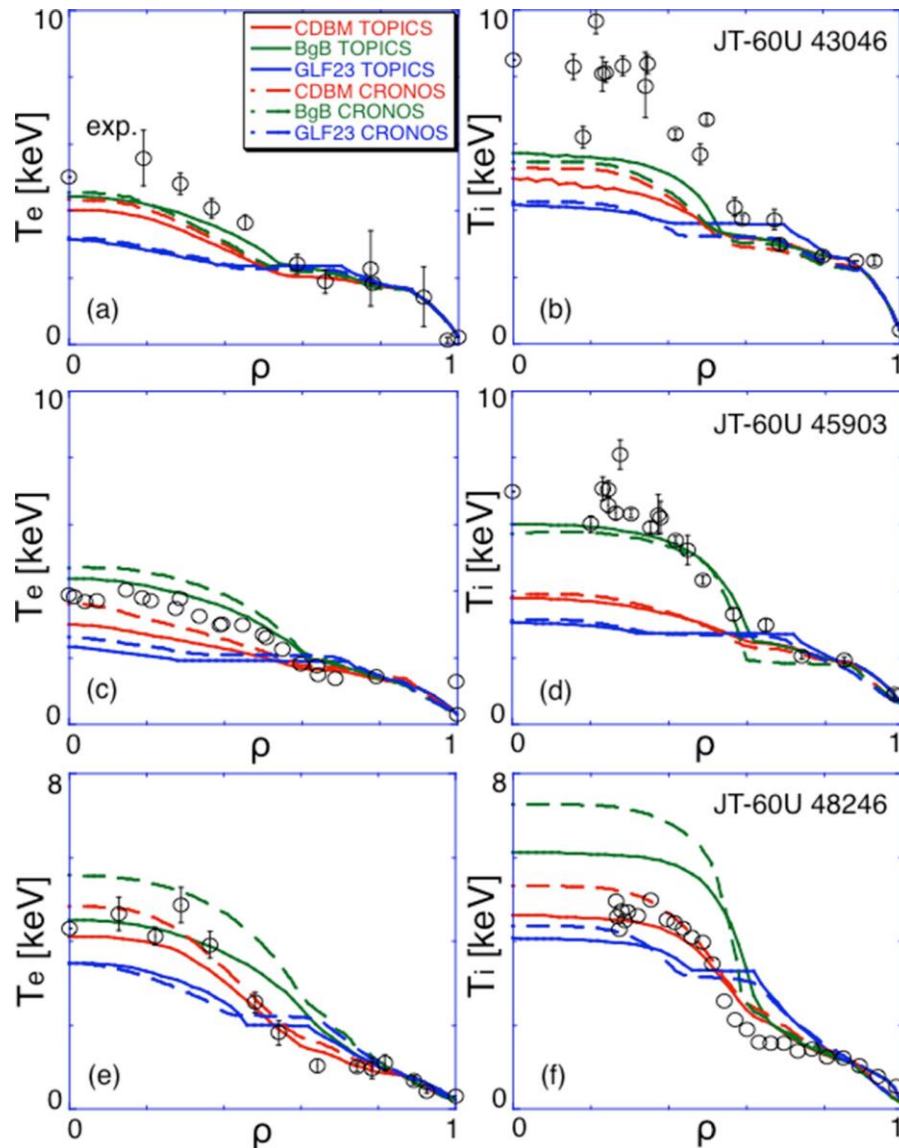 10
CDBM TOPICS
BgB TOPICS
GLF23 TOPICS
CDBM CRONOS
BgB CRONOS
GLF23 CRONOS
exp.
Te [keV]
(a)
0
0
ρ
1
10
JT-60U 43046
Ti [keV]
(b)
0
0
ρ
1
10
Te [keV]
(c)
0
0
ρ
1
10
JT-60U 45903
Ti [keV]
(d)
0
0
ρ
1
8
Te [keV]
(e)
0
0
ρ
1
8
JT-60U 48246
Ti [keV]
(f)
0
0
ρ
1